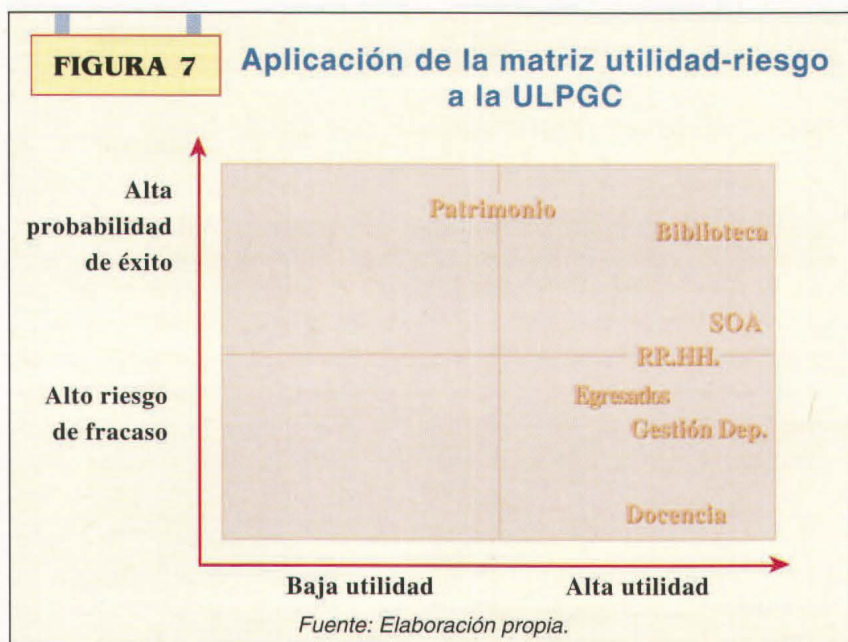 FIGURA 7
Aplicación de la matriz utilidad-riesgo
a la ULPGC
Alta
probabilidad
de éxito
Patrimonio
Biblioteca
SOA
RR.HH.
Alto riesgo
de fracaso
Egresados
Gestión Dep.
Docencia
Baja utilidad
Alta utilidad
Fuente: Elaboración propia.